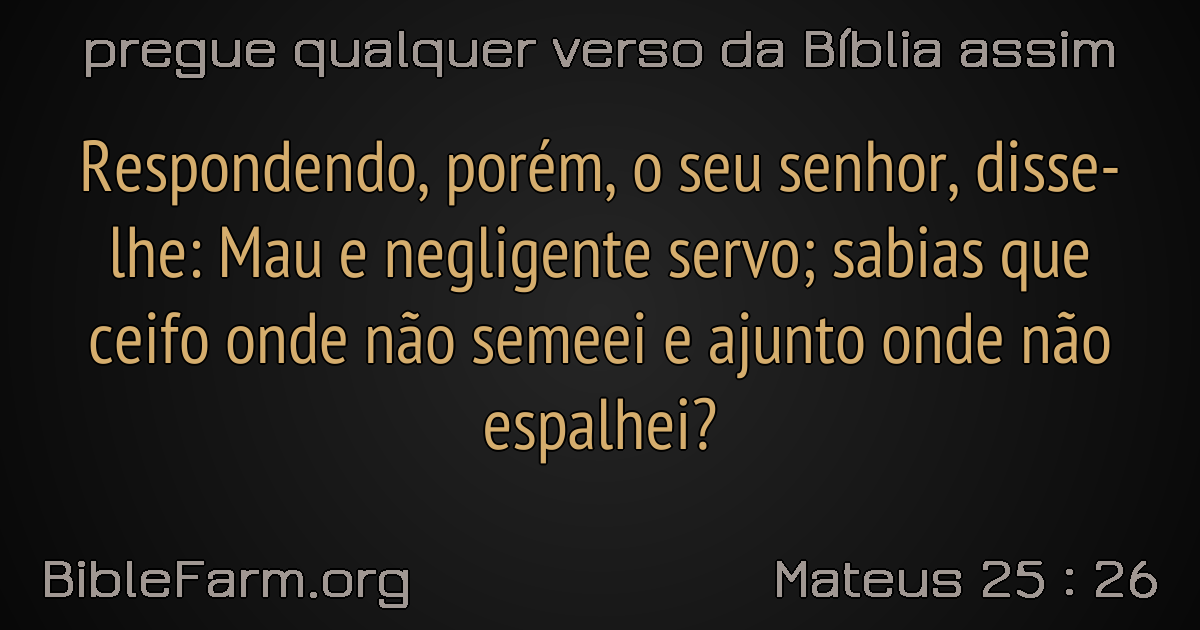 pregue qualquer verso da Bíblia assim
Respondendo, porém, o seu senhor, disse-
lhe: Mau e negligente servo; sabias que
ceifo onde não semeei e ajunto onde não
espalhei?
BibleFarm.org
Mateus 25 : 26